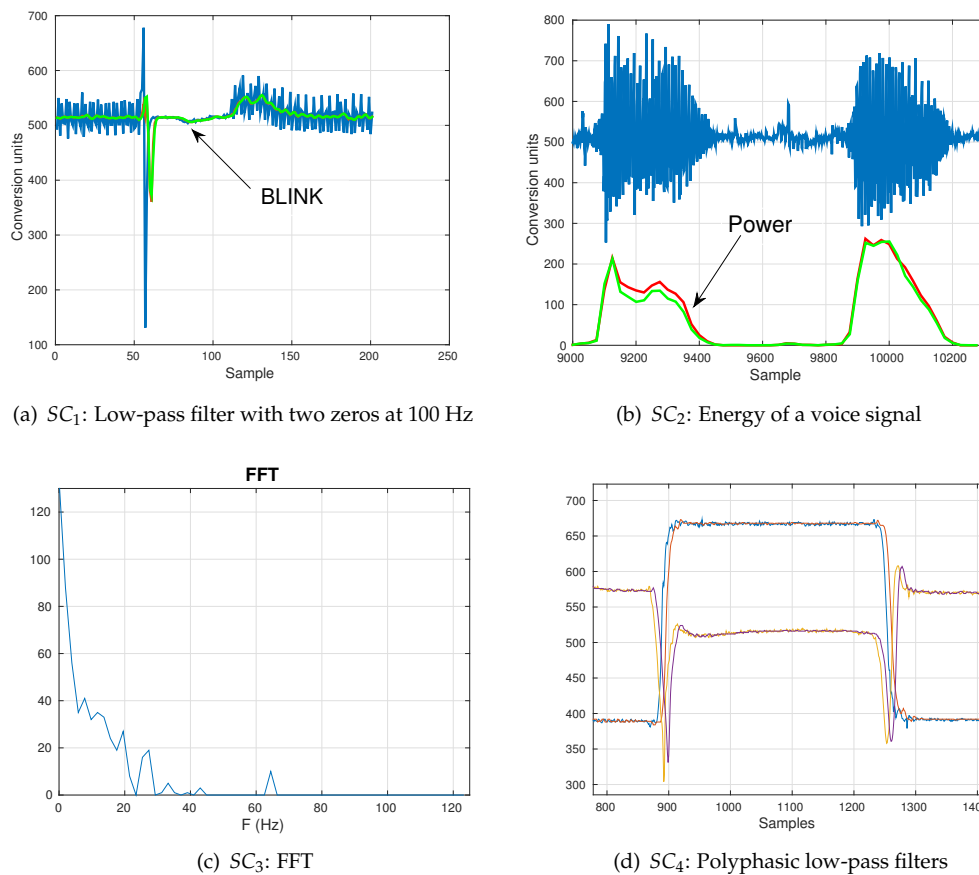 700
600
500
400
300
200
100
Conversion units
BLINK
0 50 100 150 200 250
Sample
(a) SC1: Low-pass filter with two zeros at 100 Hz
800
700
600
500
400
300
200
100
0
Conversion units
Power
9000 9200 9400 9600 9800 10000 10200
Sample
(b) SC2: Energy of a voice signal
FFT
120
100
80
60
40
20
0
0 20 40 60 80 100 120
F (Hz)
(c) SC3: FFT
700
650
600
550
500
450
400
350
300
800 900 1000 1100 1200 1300 140
Samples
(d) SC4: Polyphasic low-pass filters